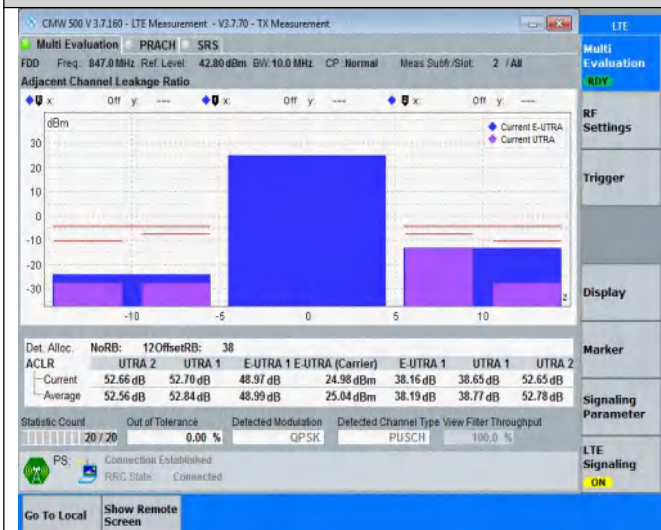 CMW 500 V 3.7.160 - LTE Measurement - V3.7.70 - TX Measurement
LTE
Multi Evaluation PRACH SRS
Multi Evaluation
RDY
FDD Freq.: 847.0 MHz Ref. Level: 42.80 dBm BW: 10.0 MHz CP: Normal Meas Subfr./Slot: 2 / All
Adjacent Channel Leakage Ratio
x: Off y: --- x: Off y: --- x: Off y: ---
dBm
Current E-UTRA
Current UTRA
30
20
10
0
-10
-20
-30
2
-10 -5 0 5 10
RF Settings
Trigger
Display
Marker
Signaling Parameter
LTE Signaling
ON
Det. Alloc. NoRB: 12OffsetRB: 38
ACLR UTRA 2 UTRA 1 E-UTRA 1 E-UTRA (Carrier) E-UTRA 1 UTRA 1 UTRA 2
Current 52.66 dB 52.70 dB 48.97 dB 24.98 dBm 38.16 dB 38.65 dB 52.65 dB
Average 52.56 dB 52.84 dB 48.99 dB 25.04 dBm 38.19 dB 38.77 dB 52.78 dB
Statistic Count Out of Tolerance Detected Modulation Detected Channel Type View Filter Throughput
20 / 20 0.00 % QPSK PUSCH 100.0 %
PS: Connection Established
RRC State: Connected
Go To Local Show Remote Screen